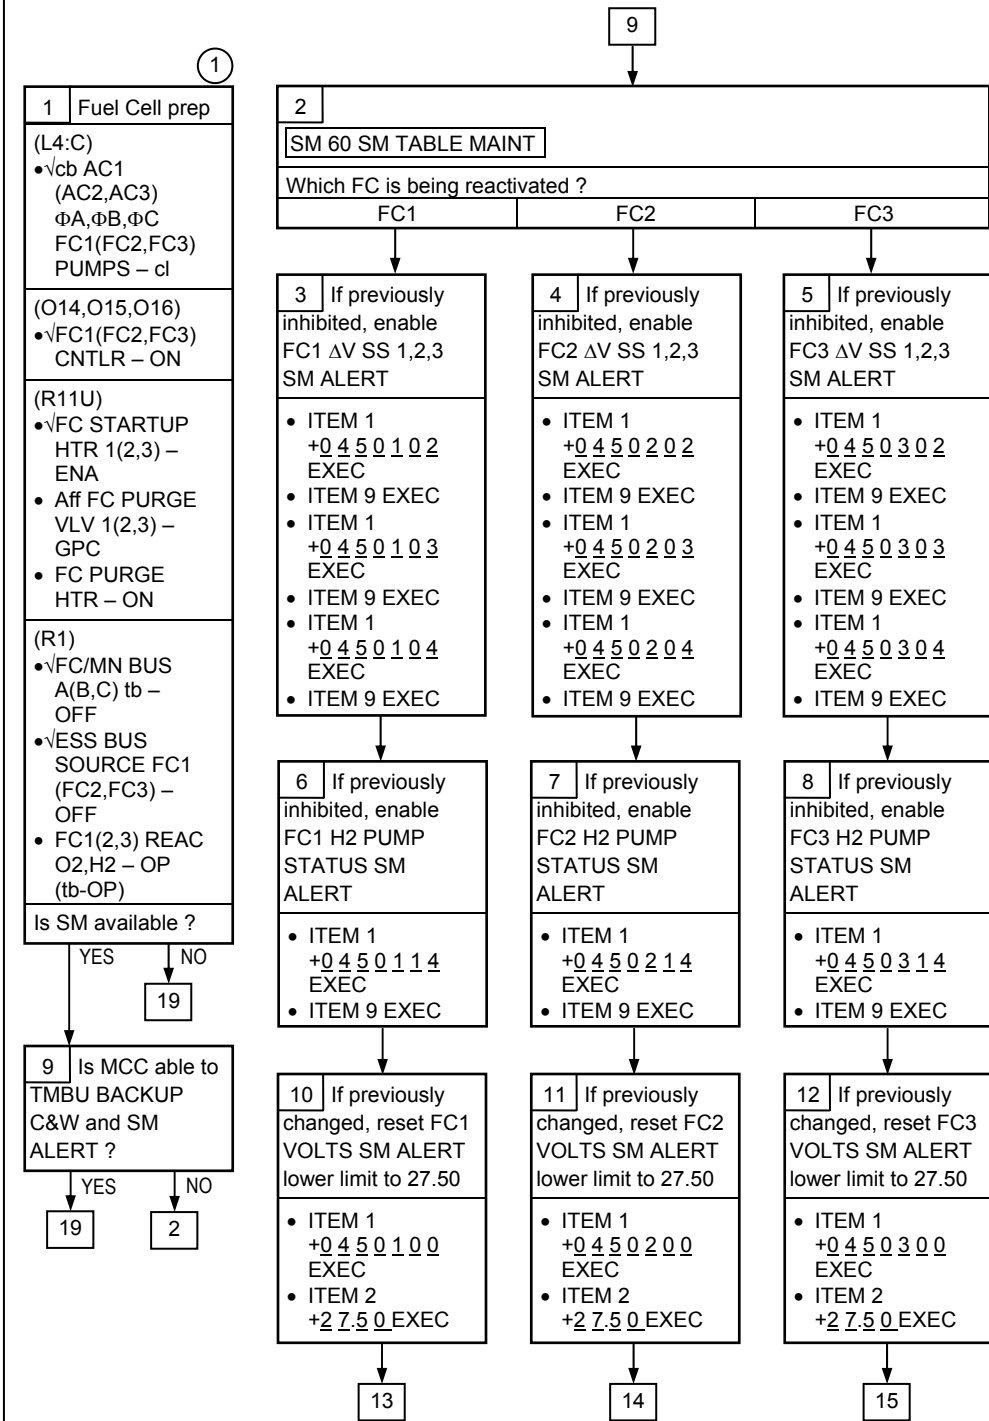 1
1 Fuel Cell prep
(L4:C)
•√cb AC1
(AC2,AC3)
ΦA,ΦB,ΦC
FC1(FC2,FC3)
PUMPS – cl
(O14,O15,O16)
•√FC1(FC2,FC3)
CNTLR – ON
(R11U)
•√FC STARTUP
HTR 1(2,3) –
ENA
• Aff FC PURGE
VLV 1(2,3) –
GPC
• FC PURGE
HTR – ON
(R1)
•√FC/MN BUS
A(B,C) tb –
OFF
•√ESS BUS
SOURCE FC1
(FC2,FC3) –
OFF
• FC1(2,3) REAC
O2,H2 – OP
(tb-OP)
Is SM available ?
YES NO
19
9 Is MCC able to
TMBU BACKUP
C&W and SM
ALERT ?
YES NO
19 2
9
2
SM 60 SM TABLE MAINT
Which FC is being reactivated ?
FC1 FC2 FC3
3 If previously
inhibited, enable
FC1 ΔV SS 1,2,3
SM ALERT
• ITEM 1
+0 4 5 0 1 0 2
EXEC
• ITEM 9 EXEC
• ITEM 1
+0 4 5 0 1 0 3
EXEC
• ITEM 9 EXEC
• ITEM 1
+0 4 5 0 1 0 4
EXEC
• ITEM 9 EXEC
4 If previously
inhibited, enable
FC2 ΔV SS 1,2,3
SM ALERT
• ITEM 1
+0 4 5 0 2 0 2
EXEC
• ITEM 9 EXEC
• ITEM 1
+0 4 5 0 2 0 3
EXEC
• ITEM 9 EXEC
• ITEM 1
+0 4 5 0 2 0 4
EXEC
• ITEM 9 EXEC
5 If previously
inhibited, enable
FC3 ΔV SS 1,2,3
SM ALERT
• ITEM 1
+0 4 5 0 3 0 2
EXEC
• ITEM 9 EXEC
• ITEM 1
+0 4 5 0 3 0 3
EXEC
• ITEM 9 EXEC
• ITEM 1
+0 4 5 0 3 0 4
EXEC
• ITEM 9 EXEC
6 If previously
inhibited, enable
FC1 H2 PUMP
STATUS SM
ALERT
• ITEM 1
+0 4 5 0 1 1 4
EXEC
• ITEM 9 EXEC
7 If previously
inhibited, enable
FC2 H2 PUMP
STATUS SM
ALERT
• ITEM 1
+0 4 5 0 2 1 4
EXEC
• ITEM 9 EXEC
8 If previously
inhibited, enable
FC3 H2 PUMP
STATUS SM
ALERT
• ITEM 1
+0 4 5 0 3 1 4
EXEC
• ITEM 9 EXEC
10 If previously
changed, reset FC1
VOLTS SM ALERT
lower limit to 27.50
• ITEM 1
+0 4 5 0 1 0 0
EXEC
• ITEM 2
+2 7.5 0 EXEC
11 If previously
changed, reset FC2
VOLTS SM ALERT
lower limit to 27.50
• ITEM 1
+0 4 5 0 2 0 0
EXEC
• ITEM 2
+2 7.5 0 EXEC
12 If previously
changed, reset FC3
VOLTS SM ALERT
lower limit to 27.50
• ITEM 1
+0 4 5 0 3 0 0
EXEC
• ITEM 2
+2 7.5 0 EXEC
13 14 15